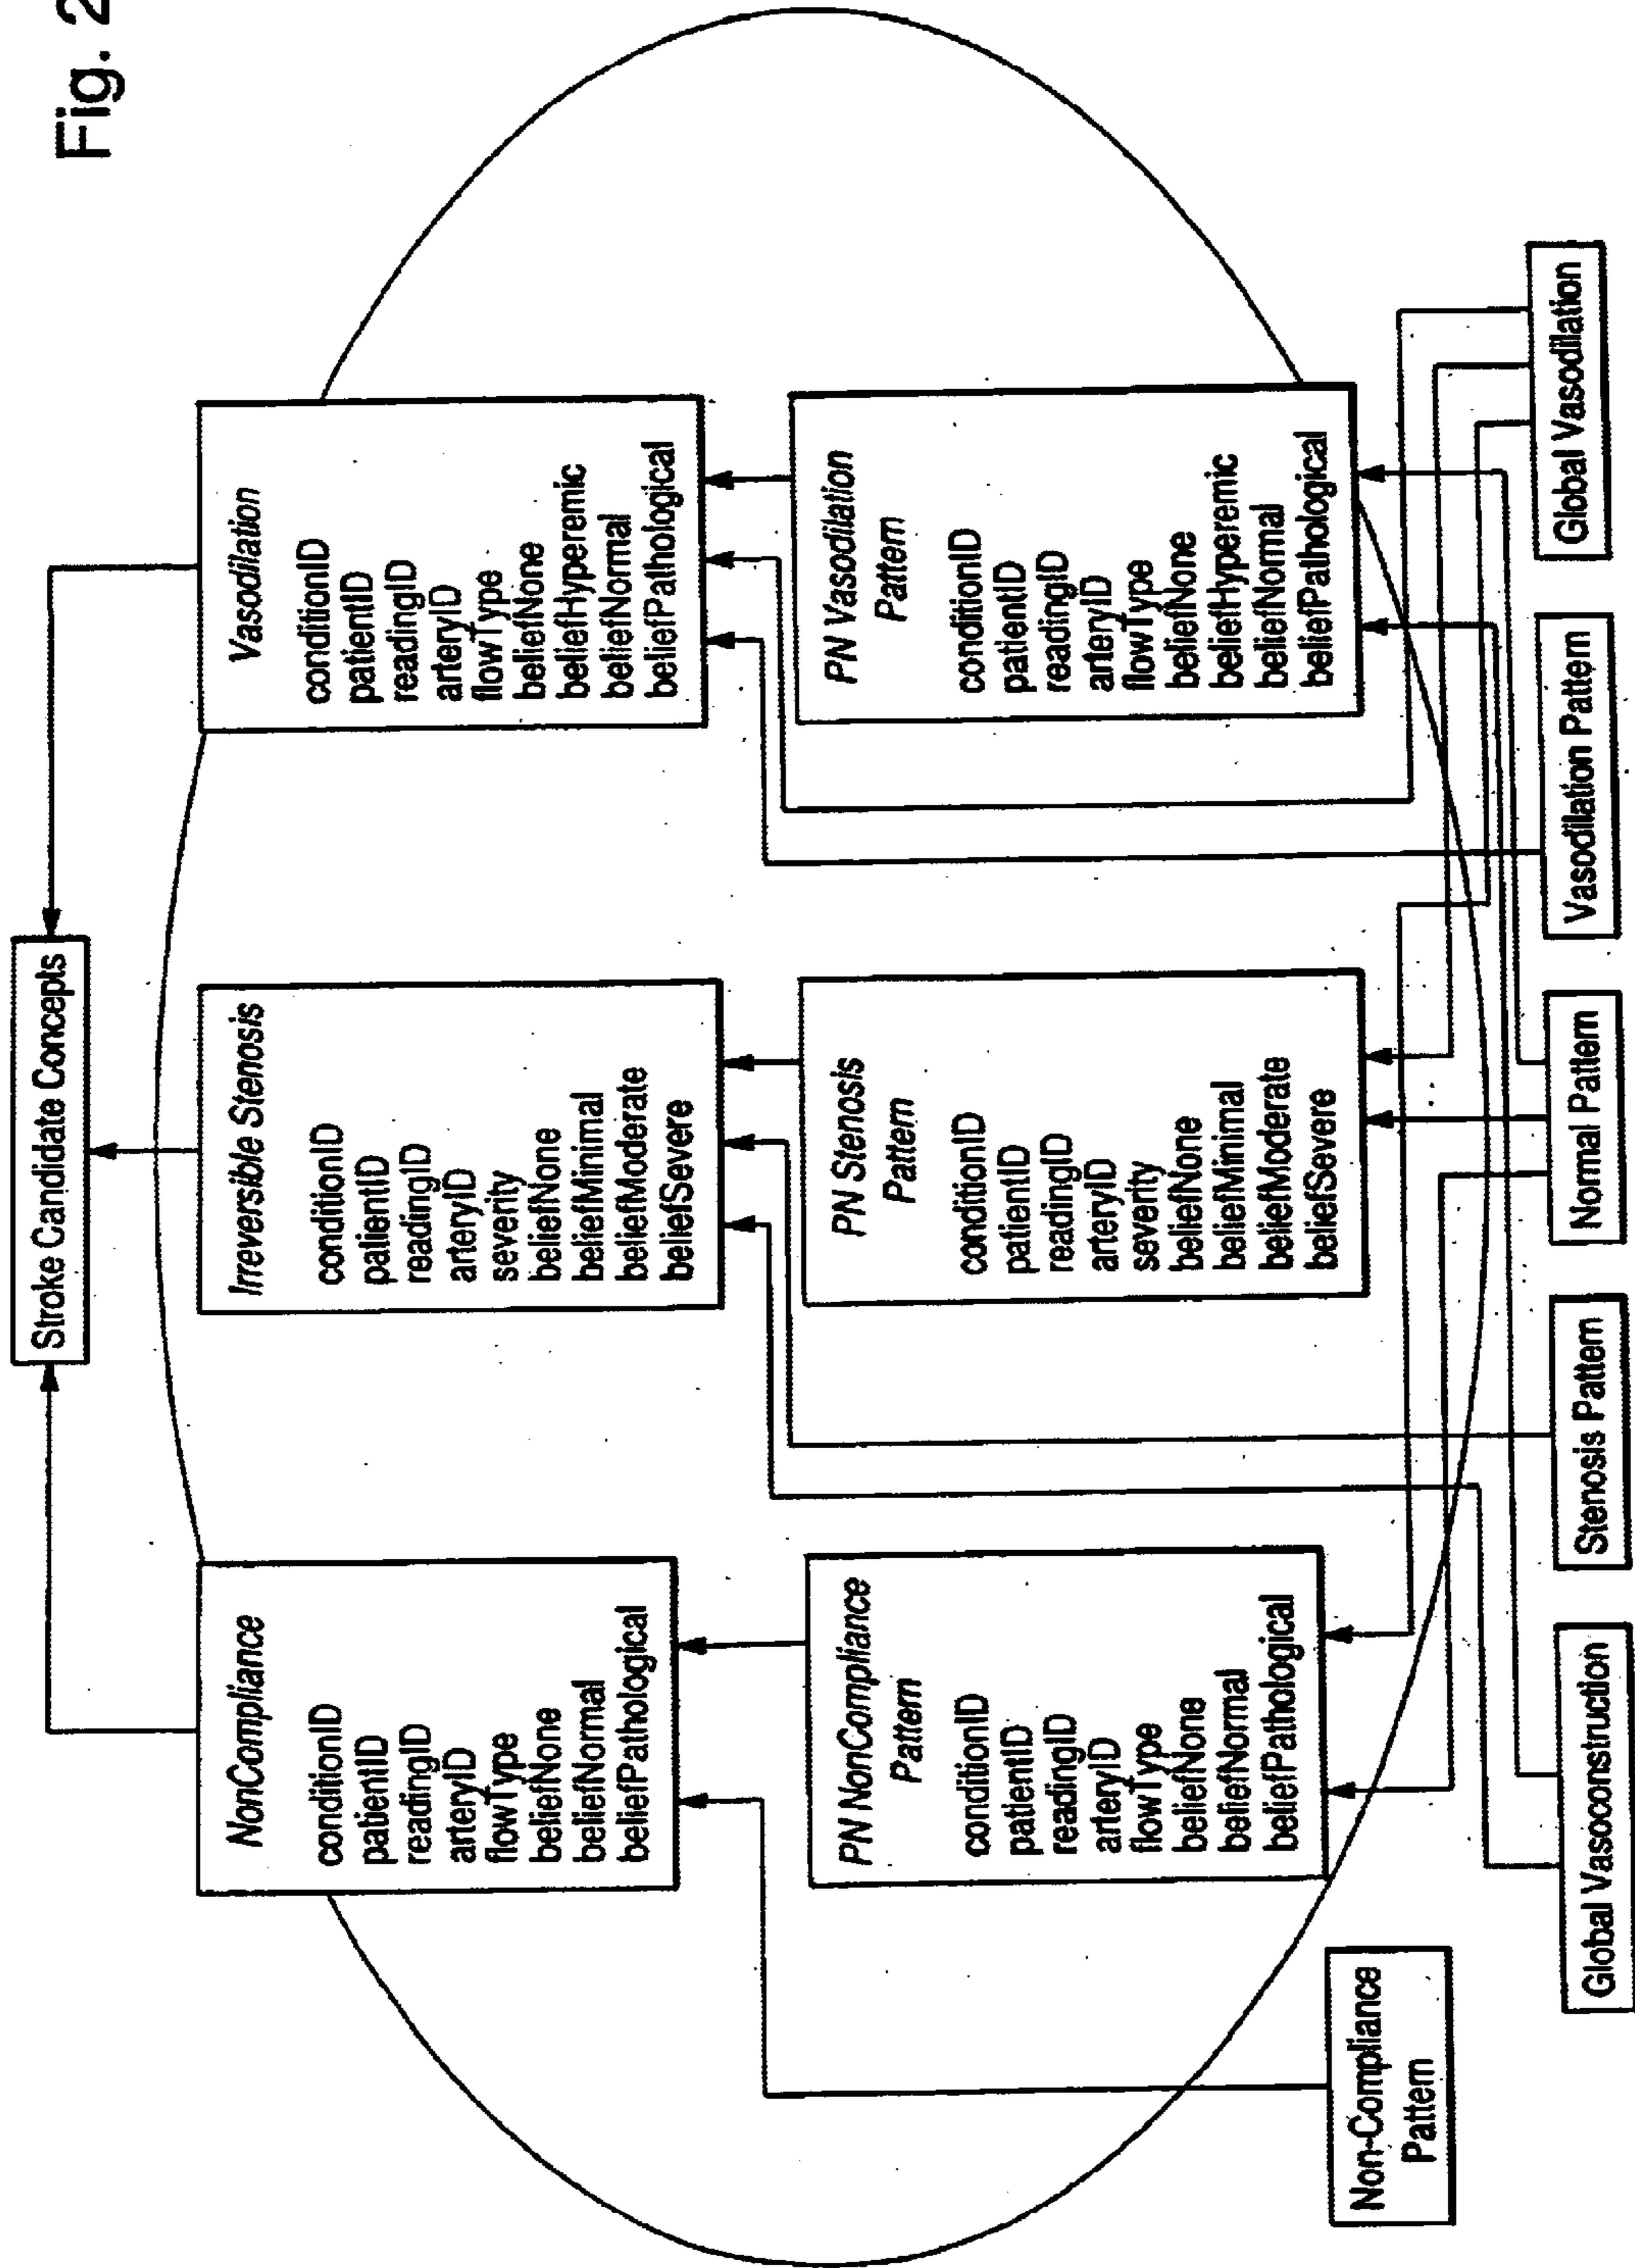 Fig. 2
Stroke Candidate Concepts
NonCompliance
conditionID
patientID
readingID
arteryID
flowType
beliefNone
beliefNormal
beliefPathological
Irreversible Stenosis
conditionID
patientID
readingID
arteryID
severity
beliefNone
beliefMinimal
beliefModerate
beliefSevere
Vasodilation
conditionID
patientID
readingID
arteryID
flowType
beliefNone
beliefHyperemic
beliefNormal
beliefPathological
PN NonCompliance
Pattern
conditionID
patientID
readingID
arteryID
flowType
beliefNone
beliefNormal
beliefPathological
PN Stenosis
Pattern
conditionID
patientID
readingID
arteryID
severity
beliefNone
beliefMinimal
beliefModerate
beliefSevere
PN Vasodilation
Pattern
conditionID
patientID
readingID
arteryID
flowType
beliefNone
beliefHyperemic
beliefNormal
beliefPathological
Non-Compliance
Pattern
Global Vasoconstruction
Stenosis Pattern
Normal Pattern
Vasodilation Pattern
Global Vasodilation